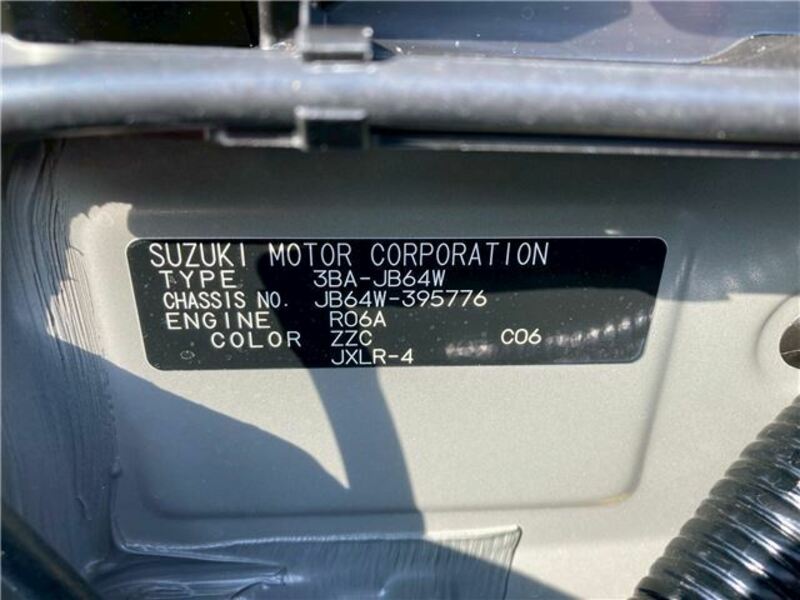 SUZUKI MOTOR CORPORATION
TYPE 3BA-JB64W
CHASSIS NO. JB64W-395776
ENGINE R06A
COLOR ZZC C06
JXLR-4